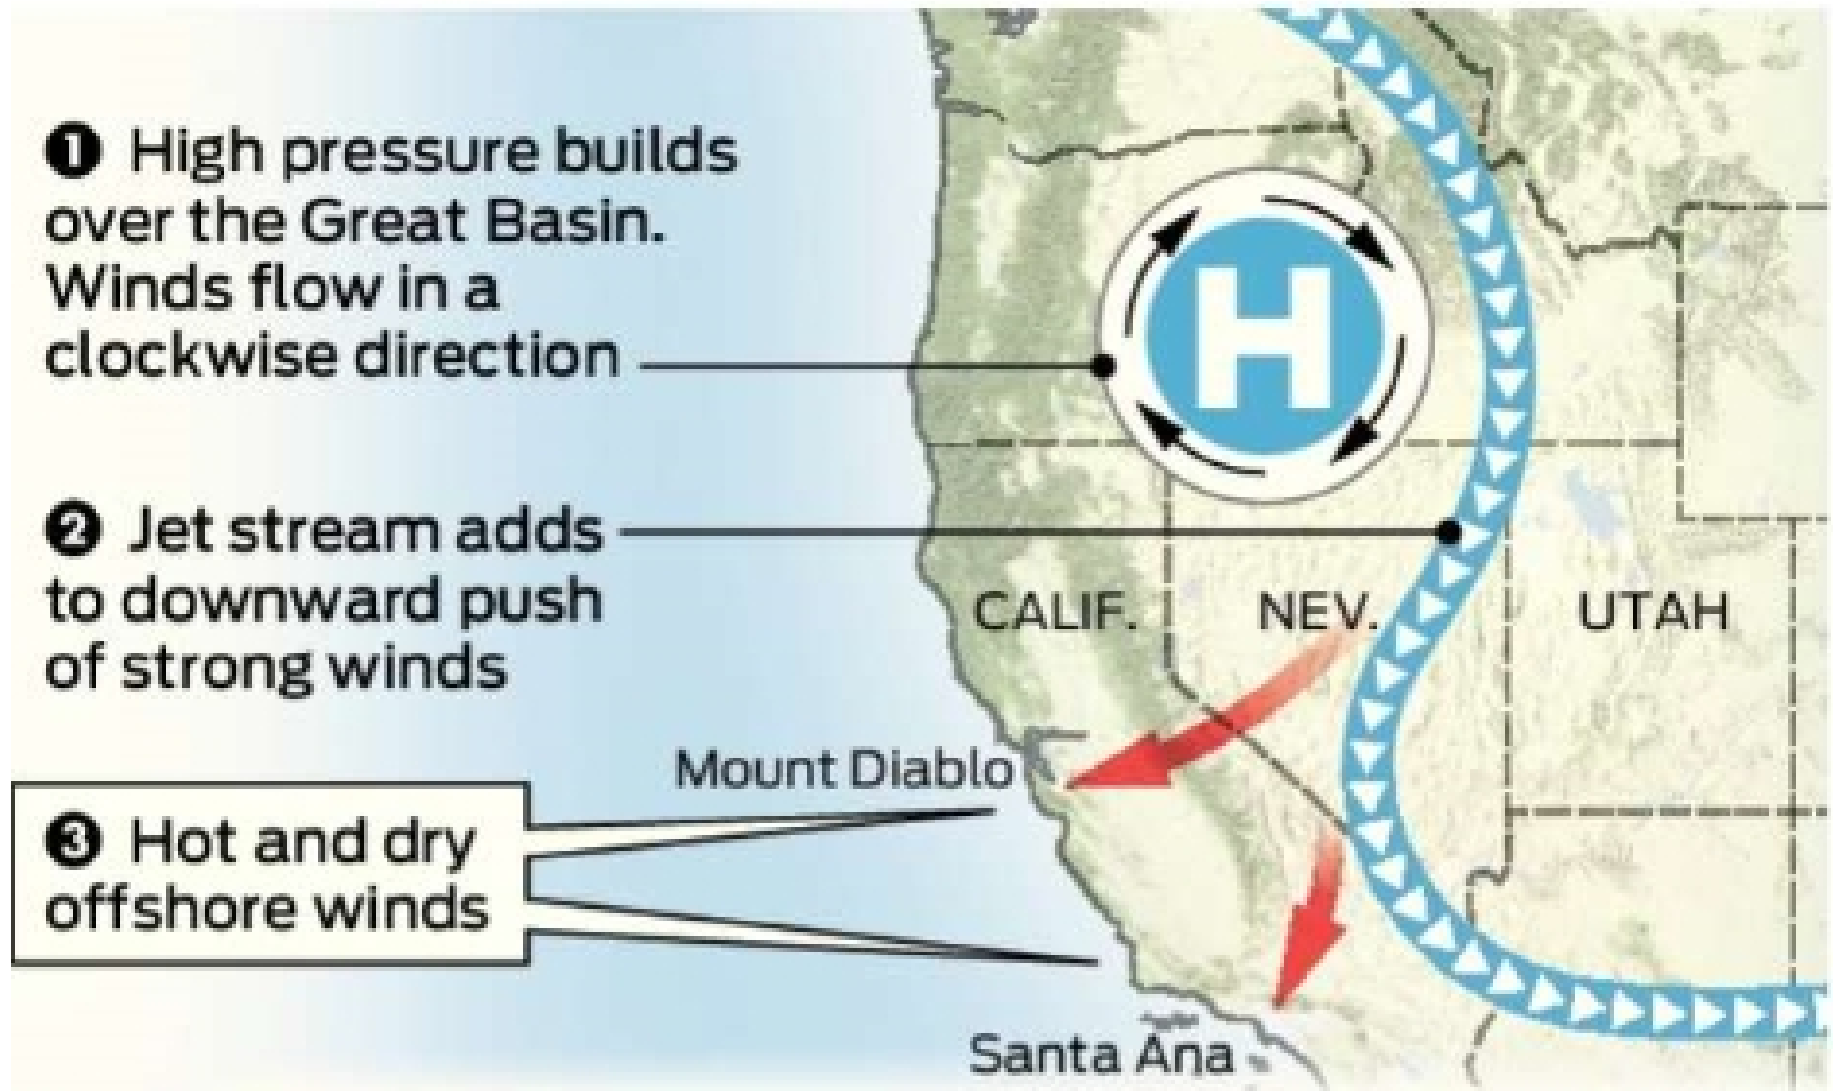 ❶ High pressure builds
over the Great Basin.
Winds flow in a
clockwise direction
H
❷ Jet stream adds
to downward push
of strong winds
CALIF.
NEV.
UTAH
Mount Diablo
❸ Hot and dry
offshore winds
Santa Ana